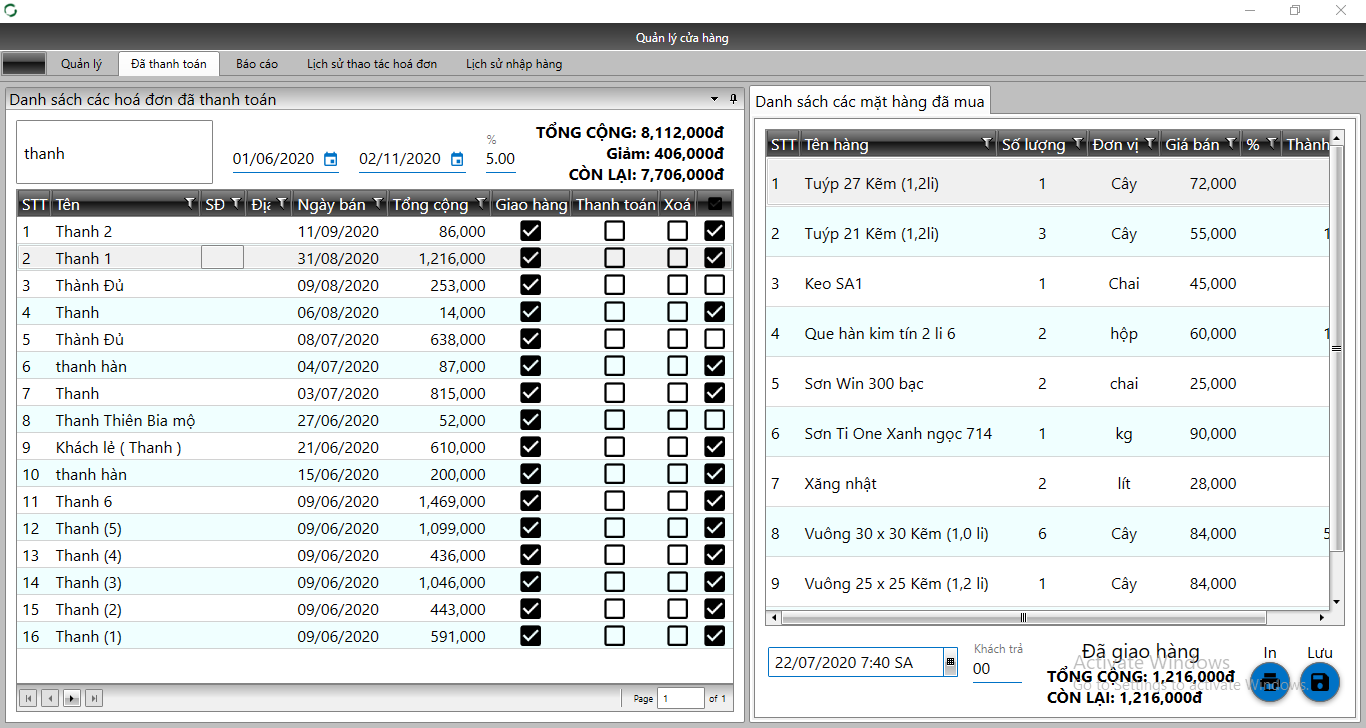 Quản lý cửa hàng
Quản lý Đã thanh toán Báo cáo Lịch sử thao tác hoá đơn Lịch sử nhập hàng
Danh sách các hoá đơn đã thanh toán
thanh
01/06/2020 02/11/2020 % 5.00
TỔNG CỘNG: 8,112,000đ
Giảm: 406,000đ
CÒN LẠI: 7,706,000đ
STT Tên SĐ Địa Ngày bán Tổng cộng Giao hàng Thanh toán Xoá
1 Thanh 2 11/09/2020 86,000
2 Thanh 1 31/08/2020 1,216,000
3 Thành Đủ 09/08/2020 253,000
4 Thanh 06/08/2020 14,000
5 Thành Đủ 08/07/2020 638,000
6 thanh hàn 04/07/2020 87,000
7 Thanh 03/07/2020 815,000
8 Thanh Thiên Bia mộ 27/06/2020 52,000
9 Khách lẻ ( Thanh ) 21/06/2020 610,000
10 thanh hàn 15/06/2020 200,000
11 Thanh 6 09/06/2020 1,469,000
12 Thanh (5) 09/06/2020 1,099,000
13 Thanh (4) 09/06/2020 436,000
14 Thanh (3) 09/06/2020 1,046,000
15 Thanh (2) 09/06/2020 443,000
16 Thanh (1) 09/06/2020 591,000
Page 1 of 1
Danh sách các mặt hàng đã mua
STT Tên hàng Số lượng Đơn vị Giá bán % Thành
1 Tuýp 27 Kẽm (1,2li) 1 Cây 72,000
2 Tuýp 21 Kẽm (1,2li) 3 Cây 55,000 1
3 Keo SA1 1 Chai 45,000
4 Que hàn kim tín 2 li 6 2 hộp 60,000 1
5 Sơn Win 300 bạc 2 chai 25,000
6 Sơn Ti One Xanh ngọc 714 1 kg 90,000
7 Xăng nhật 2 lít 28,000
8 Vuông 30 x 30 Kẽm (1,0 li) 6 Cây 84,000 5
9 Vuông 25 x 25 Kẽm (1,2 li) 1 Cây 84,000
22/07/2020 7:40 SA
Khách trả
00
Đã giao hàng
TỔNG CỘNG: 1,216,000đ
CÒN LẠI: 1,216,000đ
In Lưu
Activate Windows
Go to Settings to activate Windows.